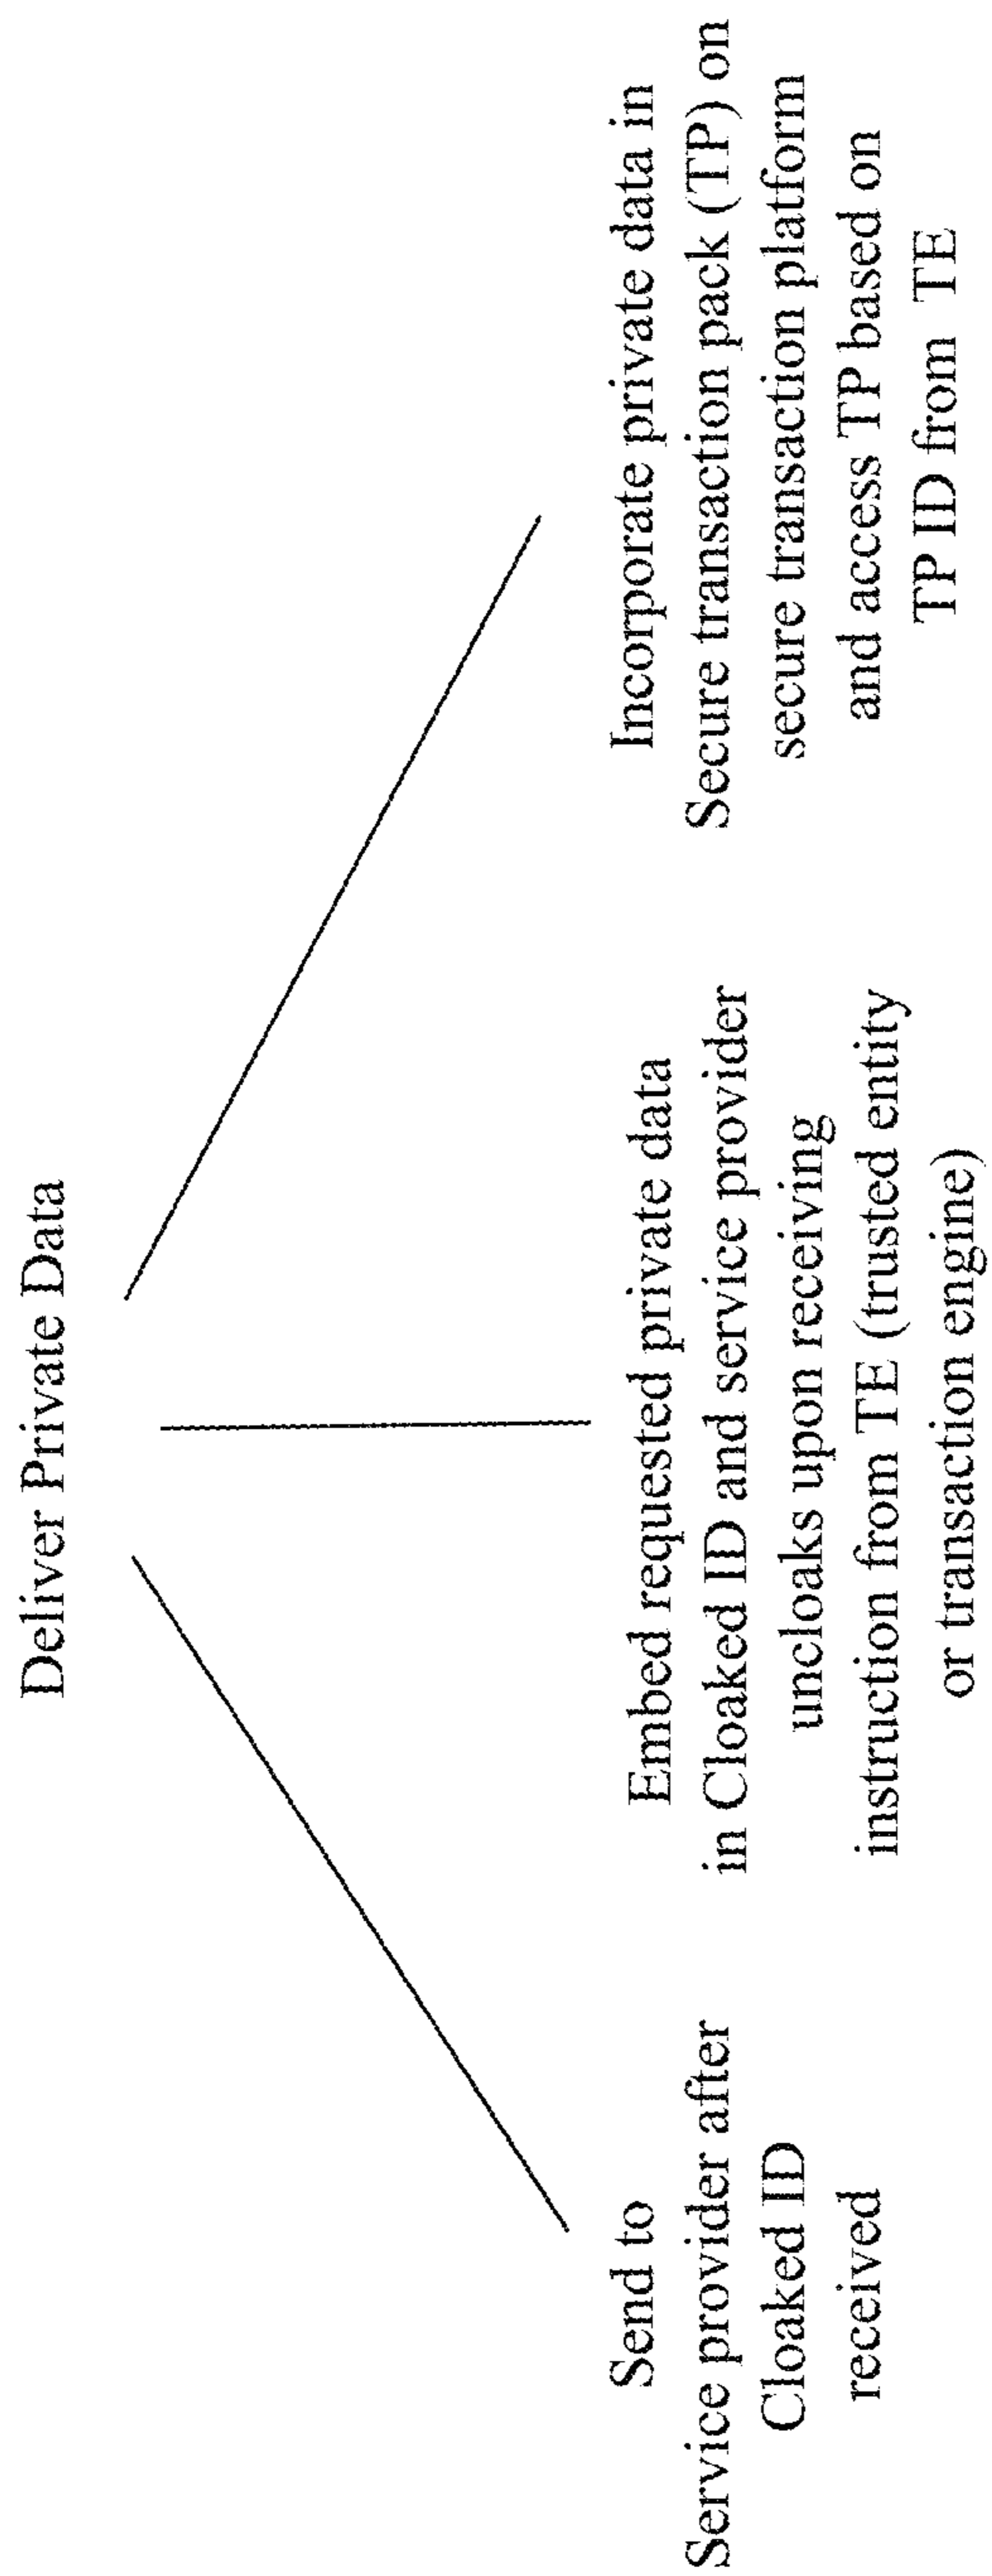 Deliver Private Data
Send to
Service provider after
Cloaked ID
received
Embed requested private data
in Cloaked ID and service provider
uncloaks upon receiving
instruction from TE (trusted entity
or transaction engine)
Incorporate private data in
Secure transaction pack (TP) on
secure transaction platform
and access TP based on
TP ID from TE